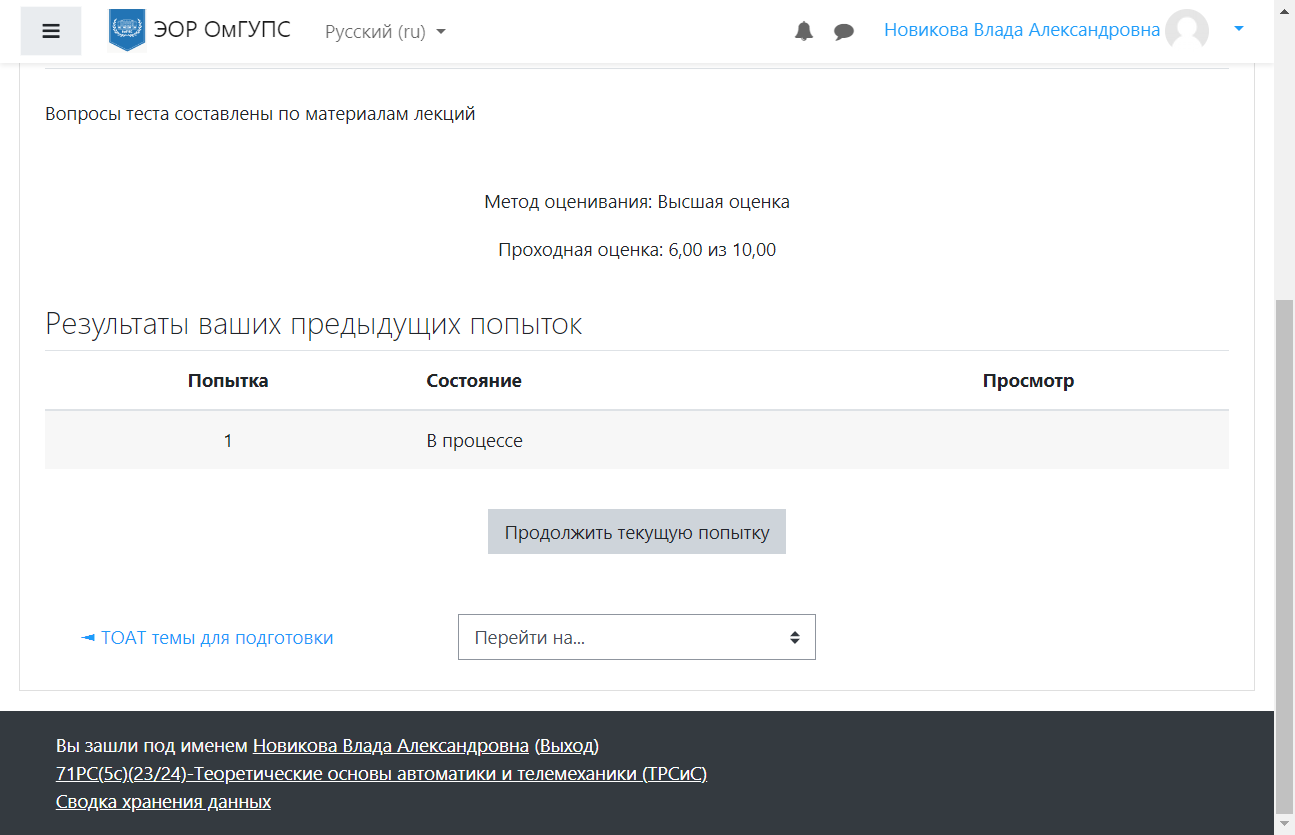 ЭОР ОмГУПС Русский (ru) Новикова Влада Александровна
Вопросы теста составлены по материалам лекций
Метод оценивания: Высшая оценка
Проходная оценка: 6,00 из 10,00
Результаты ваших предыдущих попыток
Попытка Состояние Просмотр
1 В процессе
Продолжить текущую попытку
◄ ТОАТ темы для подготовки Перейти на...
Вы зашли под именем Новикова Влада Александровна (Выход)
71РС(5с)(23/24)-Теоретические основы автоматики и телемеханики (ТРСиС)
Сводка хранения данных